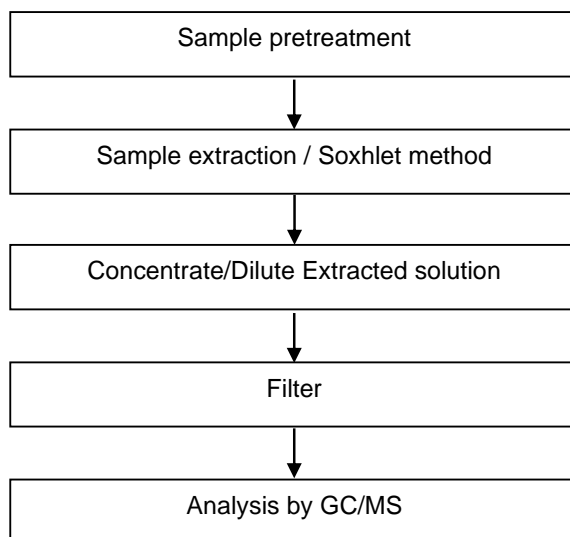 Sample pretreatment
Sample extraction / Soxhlet method
Concentrate/Dilute Extracted solution
Filter
Analysis by GC/MS